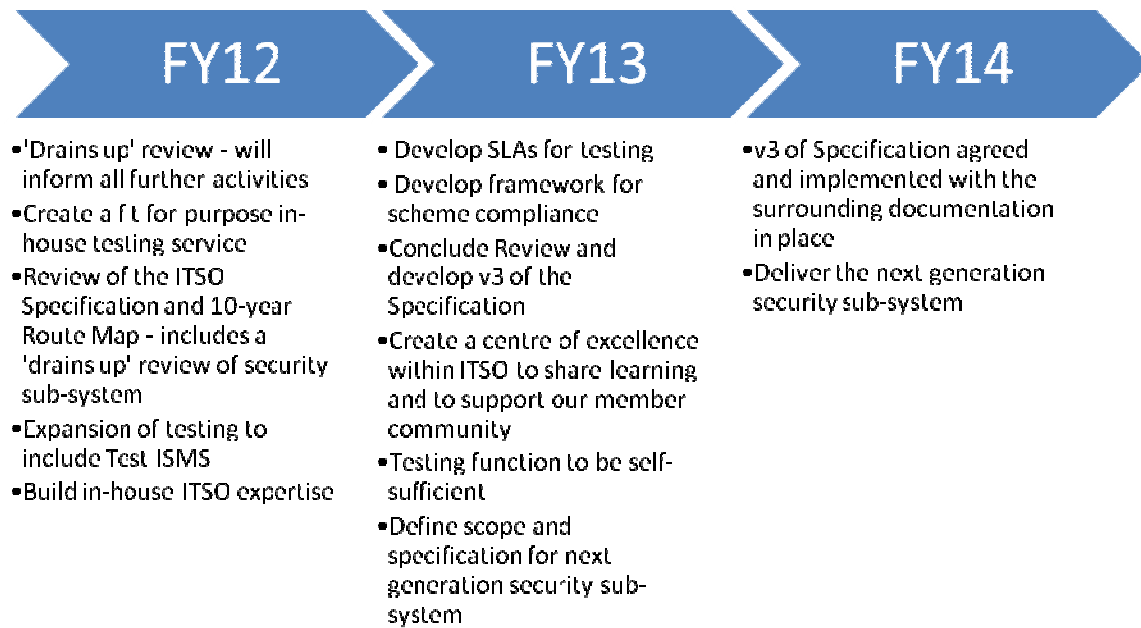 FY12
•'Drains up' review - will
inform all further activities
•Create a f t for purpose in-
house testing service
•Review of the ITSO
Specification and 10-year
Route Map - includes a
'drains up' review of security
sub-system
•Expansion of testing to
include Test ISMS
•Build in-house ITSO expertise
FY13
• Develop SLAs for testing
• Develop framework for
scheme compliance
•Conclude Review and
develop v3 of the
Specification
•Create a centre of excellence
within ITSO to share learning
and to support our member
community
•Testing function to be self-
sufficient
•Define scope and
specification for next
generation security sub-
system
FY14
•v3 of Specification agreed
and implemented with the
surrounding documentation
in place
•Deliver the next generation
security sub-system